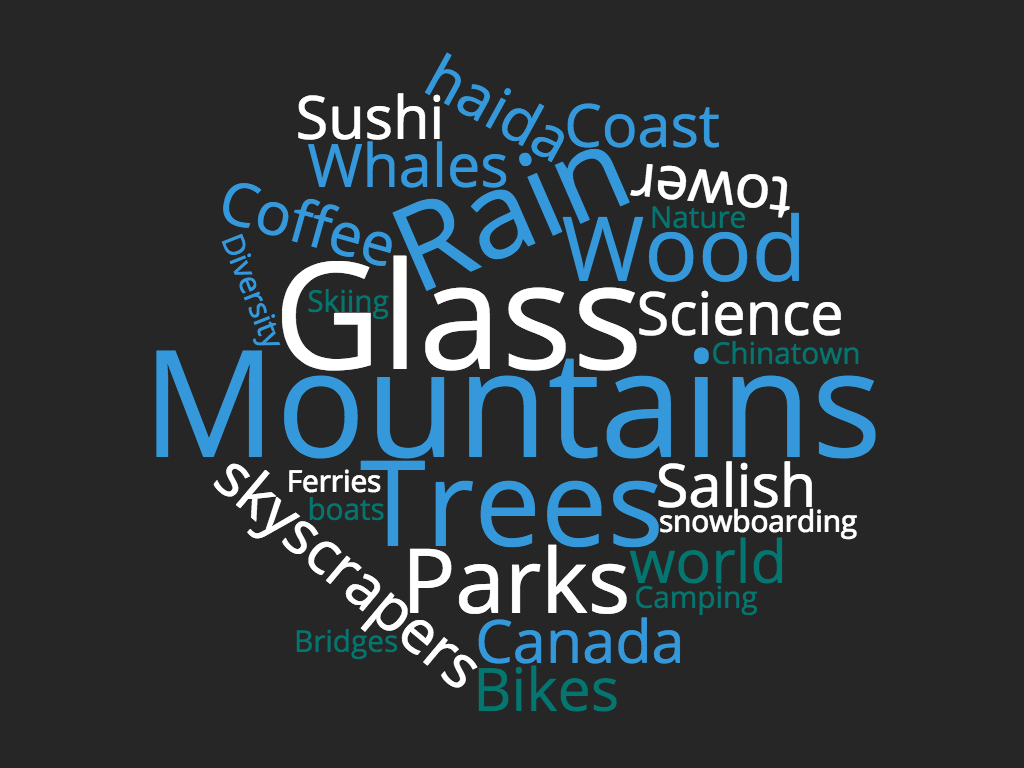 haida
Sushi
Coast
Whales
Rain
tower
Coffee
Nature
Wood
Diversity
Glass
Skiing
Science
Chinatown
Mountains
skyscrapers
Ferries
Trees
Salish
boats
snowboarding
Parks
world
Camping
Bridges
Canada
Bikes